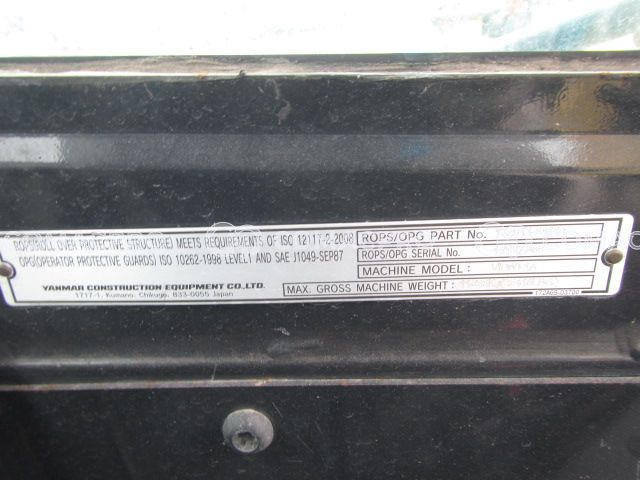 ROPS(ROLL OVER PROTECTIVE STRUCTURE) MEETS REQUIREMENTS OF ISO 12117-2-2008
OPG(OPERATOR PROTECTIVE GUARDS) ISO 10262-1998 LEVEL1 AND SAE J1049-SEP87
YANMAR CONSTRUCTION EQUIPMENT CO.,LTD.
1717-1, Kumano, Chikugo, 833-0055 Japan
ROPS/OPG PART No.
ROPS/OPG SERIAL No.
MACHINE MODEL :
MAX. GROSS MACHINE WEIGHT :
172A65-03700